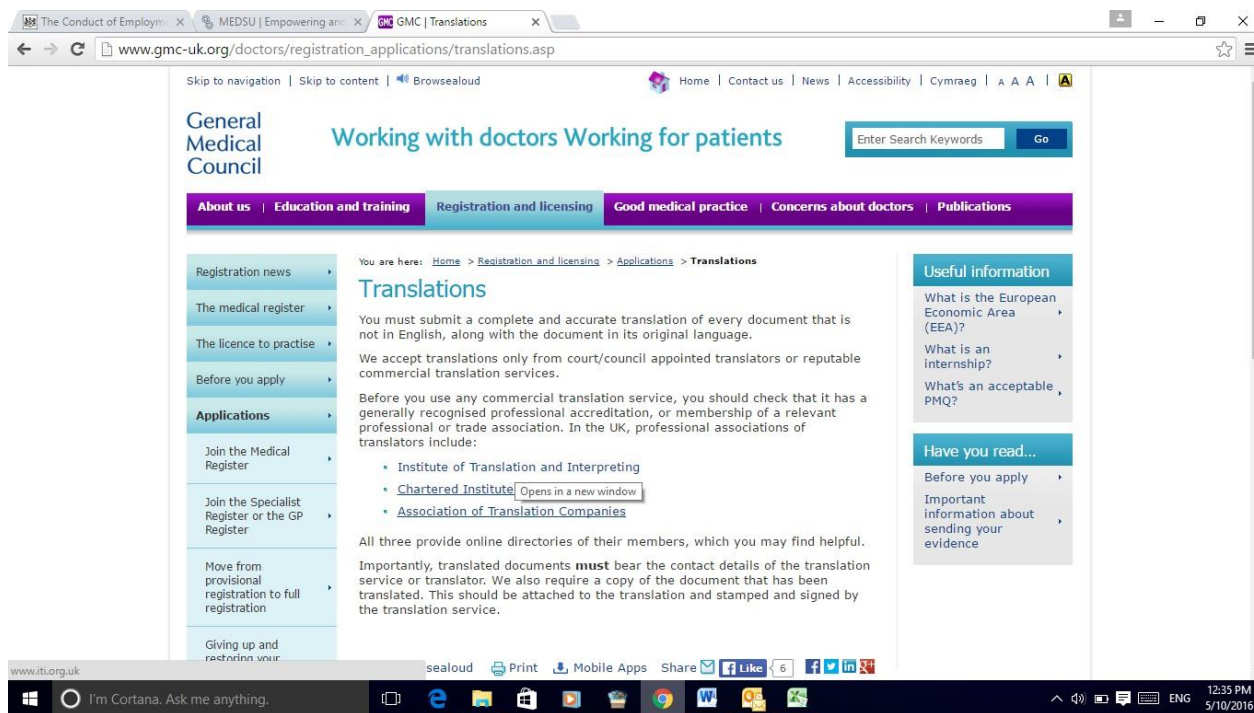 The Conduct of Employm
MEDSU | Empowering and
GMC | Translations
www.gmc-uk.org/doctors/registration_applications/translations.asp
Skip to navigation | Skip to content | Browsealoud
Home | Contact us | News | Accessibility | Cymraeg | A A A | A
General
Medical
Council
Working with doctors Working for patients
Enter Search Keywords Go
About us | Education and training Registration and licensing Good medical practice | Concerns about doctors | Publications
Registration news
The medical register
The licence to practise
Before you apply
Applications
Join the Medical
Register
Join the Specialist
Register or the GP
Register
Move from
provisional
registration to full
registration
Giving up and
restoring your
You are here: Home > Registration and licensing > Applications > Translations
Translations
You must submit a complete and accurate translation of every document that is
not in English, along with the document in its original language.
We accept translations only from court/council appointed translators or reputable
commercial translation services.
Before you use any commercial translation service, you should check that it has a
generally recognised professional accreditation, or membership of a relevant
professional or trade association. In the UK, professional associations of
translators include:
• Institute of Translation and Interpreting
• Chartered Institute
Opens in a new window
• Association of Translation Companies
All three provide online directories of their members, which you may find helpful.
Importantly, translated documents must bear the contact details of the translation
service or translator. We also require a copy of the document that has been
translated. This should be attached to the translation and stamped and signed by
the translation service.
sealoud Print Mobile Apps Share Like 6
Useful information
What is the European
Economic Area
(EEA)?
What is an
internship?
What's an acceptable
PMQ?
Have you read...
Before you apply
Important
information about
sending your
evidence
www.iti.org.uk
I'm Cortana. Ask me anything.
ENG
12:35 PM
5/10/2016